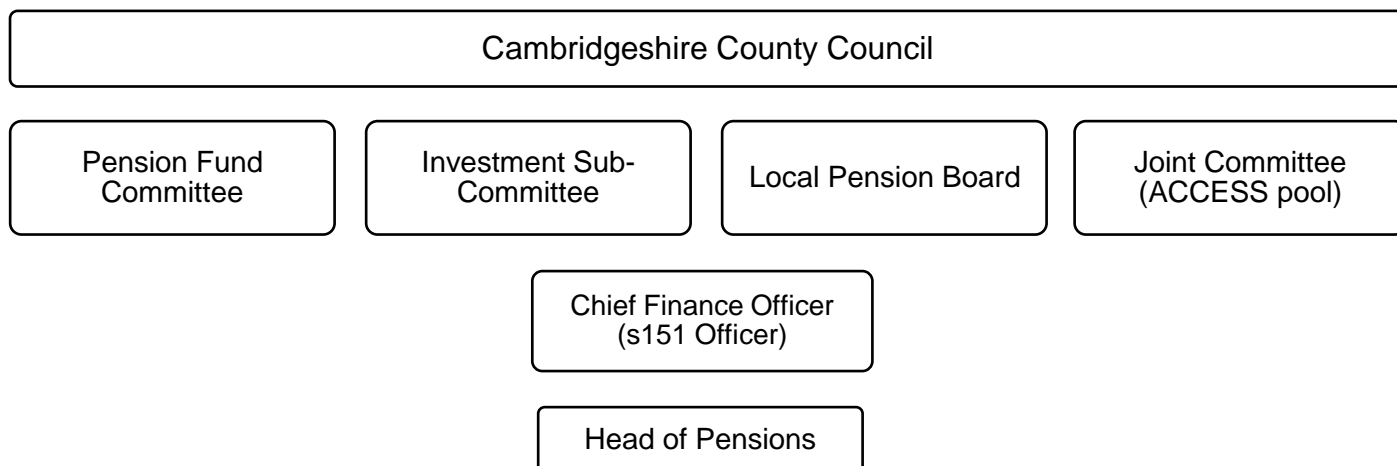 Cambridgeshire County Council
Pension Fund
Committee
Investment Sub-
Committee
Local Pension Board
Joint Committee
(ACCESS pool)
Chief Finance Officer
(s151 Officer)
Head of Pensions